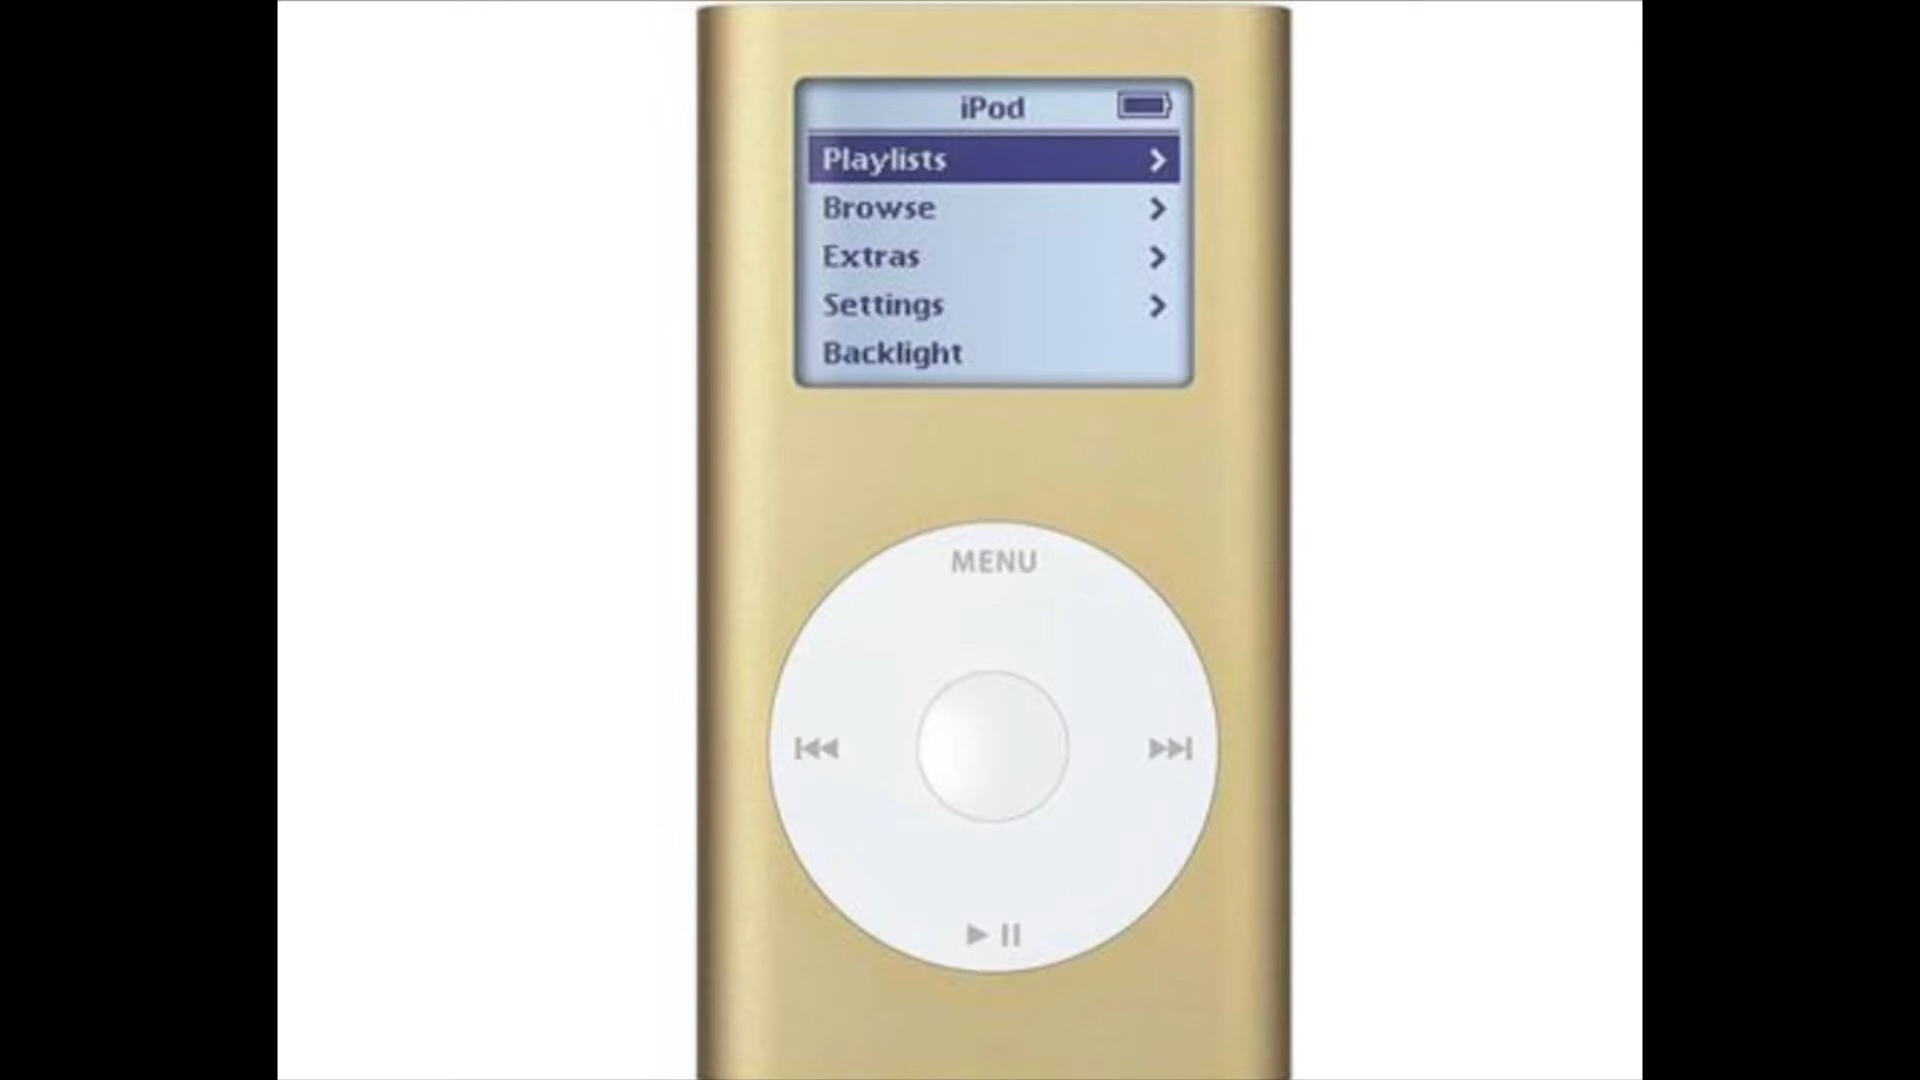 iPod
Playlists
Browse
Extras
Settings
Backlight
MENU